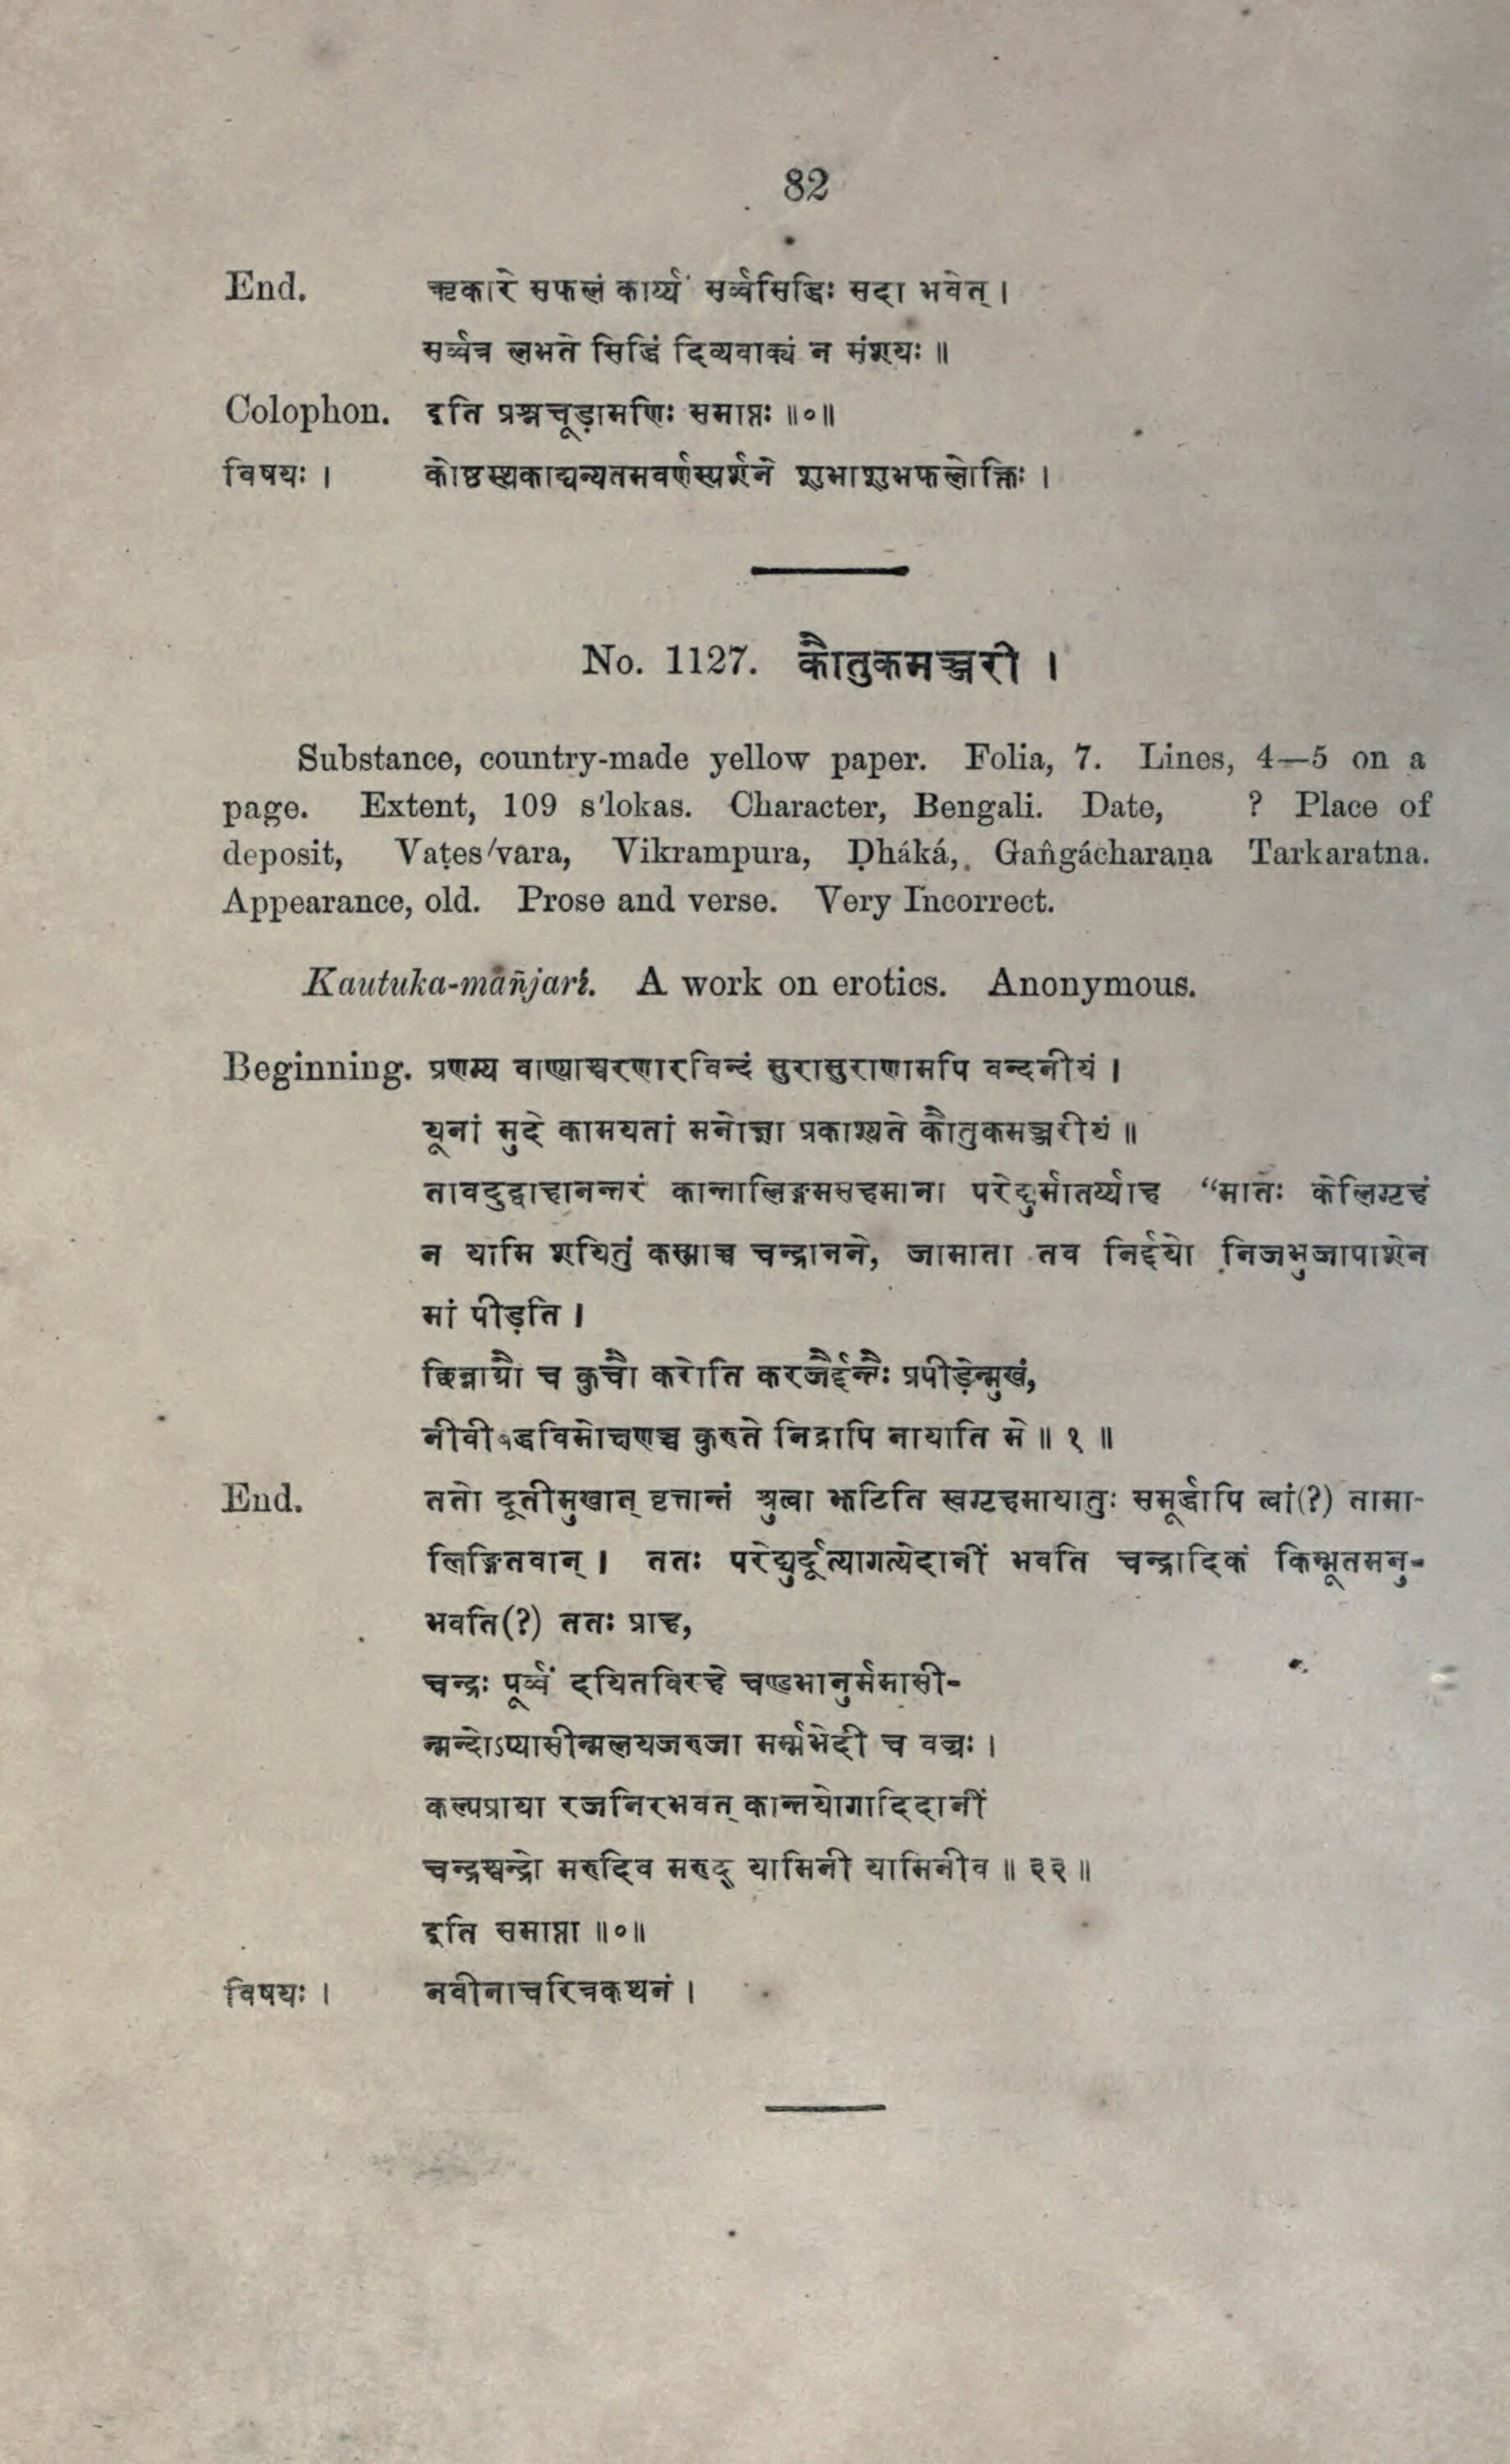 82
End. ऋकारे सफलं कार्य्यं सर्व्वसिद्धिः सदा भवेत् ।
सर्व्वत्र लभते सिद्धिं दिव्यवाक्यं न संशयः ॥
Colophon. इति प्रश्नचूड़ामणिः समाप्तः ॥०॥
विषयः । कोष्ठस्थकाद्यन्यतमवर्णस्पर्शने शुभाशुभफलोक्तिः ।
No. 1127. कौतुकमञ्जरी ।
Substance, country-made yellow paper. Folia, 7. Lines, 4—5 on a
page. Extent, 109 s'lokas. Character, Bengali. Date, ? Place of
deposit, Vaṭes'vara, Vikrampura, Ḍháká, Gaṅgácharaṇa Tarkaratna.
Appearance, old. Prose and verse. Very Incorrect.
Kautuka-mañjarí. A work on erotics. Anonymous.
Beginning. प्रणम्य वाण्याश्चरणारविन्दं सुरासुराणामपि वन्दनीयं ।
यूनां मुदे कामयतां मनोज्ञा प्रकाश्यते कौतुकमञ्जरीयं ॥
तावदुद्वाहानन्तरं कान्तालिङ्गमसहमाना परेद्युर्मातर्य्याह “मातः केलिगृहं
न यामि शयितुं कस्माच्च चन्द्रानने, जामाता तव निर्द्दयो निजभुजापाशेन
मां पीड़ति ।
छिन्नाग्रौ च कुचौ करोति करजैर्द्दन्तैः प्रपीड़ेन्मुखं,
नीवी द्धविमोचणञ्च कुरुते निद्रापि नायाति मे ॥ १ ॥
End. ततो दूतीमुखात् वृत्तान्तं श्रुत्वा झटिति स्वगृहमायातुः समूर्द्धापि त्वां(?) तामा-
लिङ्गितवान् । ततः परेद्युर्दूत्यागत्येदानीं भवति चन्द्रादिकं किम्भूतमनु-
भवति(?) ततः प्राह,
चन्द्रः पूर्व्वं दयितविरहे चण्डभानुर्ममासी-
न्मन्दोऽप्यासीन्मलयजरुजा मर्म्मभेदी च वज्रः ।
कल्पप्राया रजनिरभवत् कान्तयोगादिदानीं
चन्द्रश्चन्द्रो मरुदिव मरुद् यामिनी यामिनीव ॥ ३३ ॥
इति समाप्ता ॥०॥
विषयः । नवीनाचरित्रकथनं ।